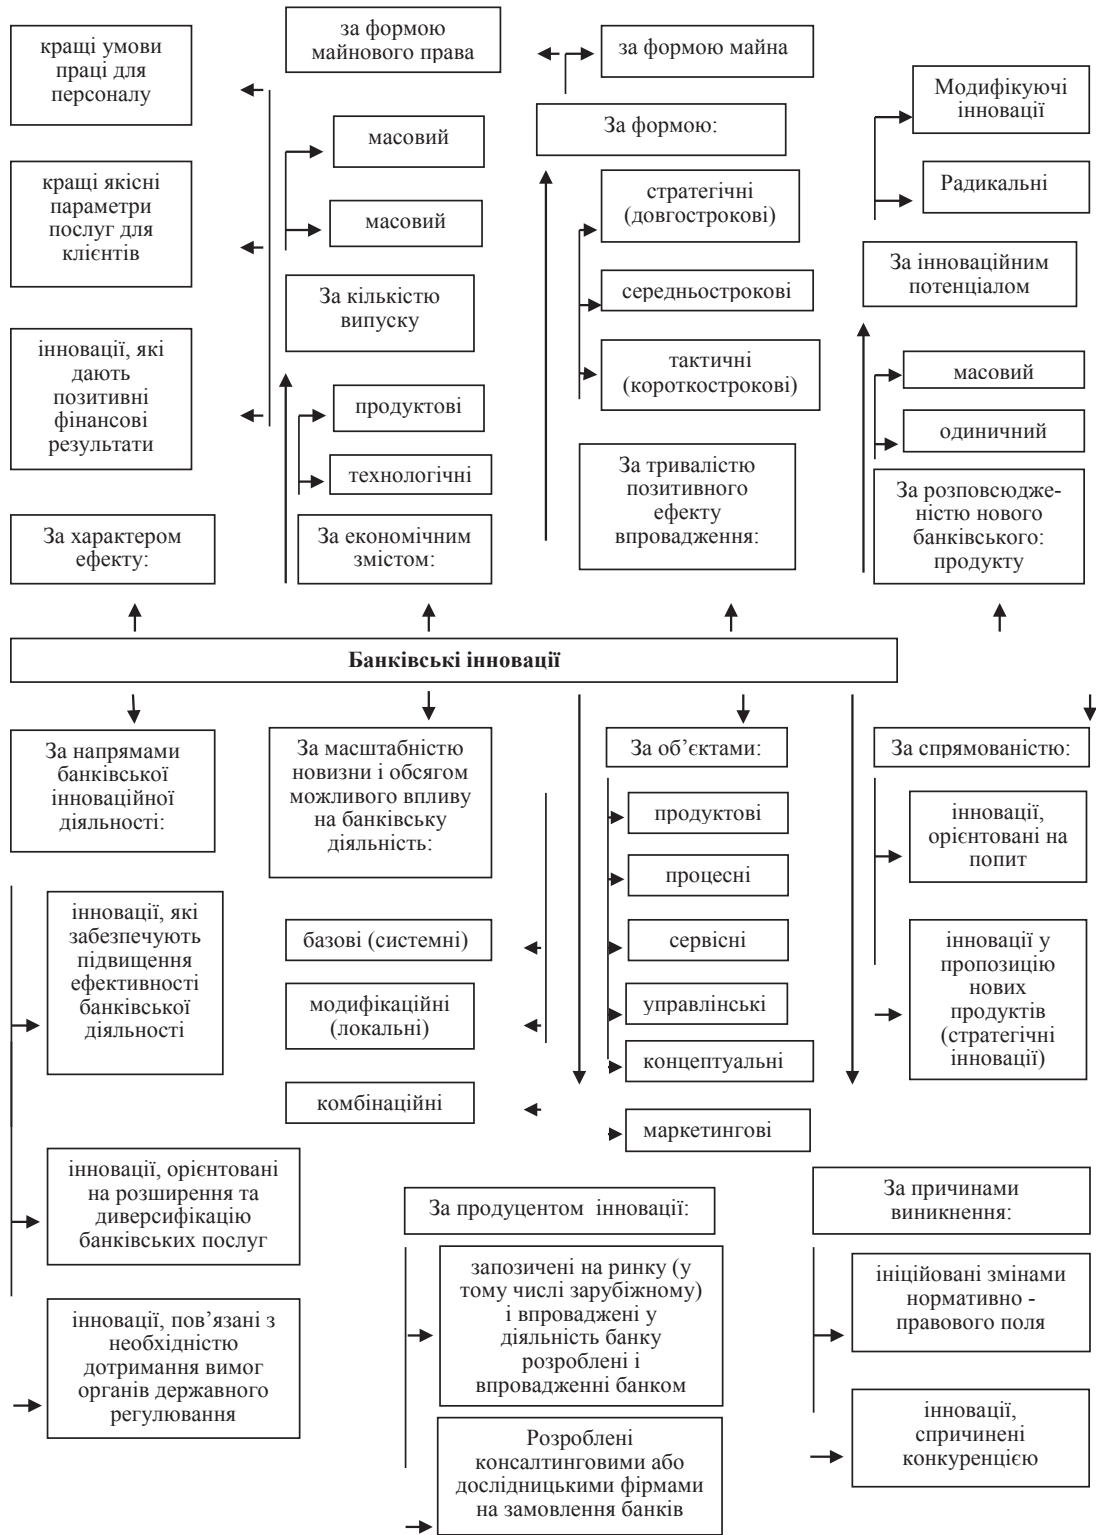 кращі умови
праці для
персоналу
кращі якісні
параметри
послуг для
клієнтів
інновації, які
дають
позитивні
фінансові
результати
За характером
ефекту:
за формою
майнового права
масовий
масовий
За кількістю
випуску
продуктові
технологічні
За економічним
змістом:
за формою майна
За формою:
стратегічні
(довгострокові)
середньострокові
тактичні
(короткострокові)
За тривалістю
позитивного
ефекту
впровадження:
Модифікуючі
інновації
Радикальні
За інноваційним
потенціалом
масовий
одиничний
За розповсюдже-
ністю нового
банківського:
продукту
Банківські інновації
За напрямами
банківської
інноваційної
діяльності:
інновації, які
забезпечують
підвищення
ефективності
банківської
діяльності
інновації, орієнтовані
на розширення та
диверсифікацію
банківських послуг
інновації, пов’язані з
необхідністю
дотримання вимог
органів державного
регулювання
За масштабністю
новизни і обсягом
можливого впливу
на банківську
діяльність:
базові (системні)
модифікаційні
(локальні)
комбінаційні
За об’єктами:
продуктові
процесні
сервісні
управлінські
концептуальні
маркетингові
За спрямованістю:
інновації,
орієнтовані на
попит
інновації у
пропозицію
нових
продуктів
(стратегічні
інновації)
За продуцентом інновації:
запозичені на ринку (у
тому числі зарубіжному)
і впроваджені у
діяльність банку
розроблені і
впровадженні банком
Розроблені
консалтинговими або
дослідницькими фірмами
на замовлення банків
За причинами
виникнення:
ініційовані змінами
нормативно -
правового поля
інновації,
спричинені
конкуренцією